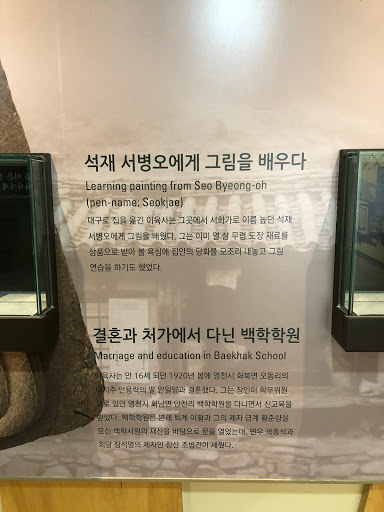 석재 서병오에게 그림을 배우다
Learning painting from Seo Byeong-oh
(pen-name: Seokjae)
대구로 집을 옮긴 이육사는 그곳에서 서화가로 이름 높던 석재
서병오에게 그림을 배웠다. 그는 이미 열 살 무렵 도장 재료를
상품으로 받아 볼 욕심에 집안의 당화를 모조리 내놓고 그림
연습을 하기도 했었다.
결혼과 처가에서 다닌 백학학원
Marriage and education in Baekhak School
이육사는 만 16세 되던 1920년 봄에 영천시 화북면 오동리의
안용락의 딸 안일양과 결혼했다. 그는 장인이 학무위원
있던 영천시 화남면 안천리 백학학원을 다니면서 신교육을
받았다. 백학학원은 본래 퇴계 이황과 그의 제자 금계 황준량을
모신 백학서원의 재산을 바탕으로 문을 열었는데, 면우 곽종석과
회당 장석영의 제자인 창산 조병건이 세웠다.